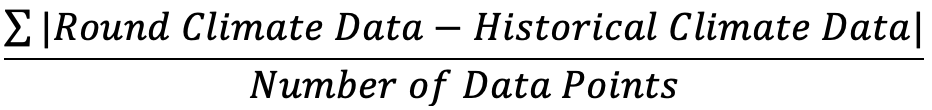 ∑ |Round Climate Data − Historical Climate Data|
Number of Data Points